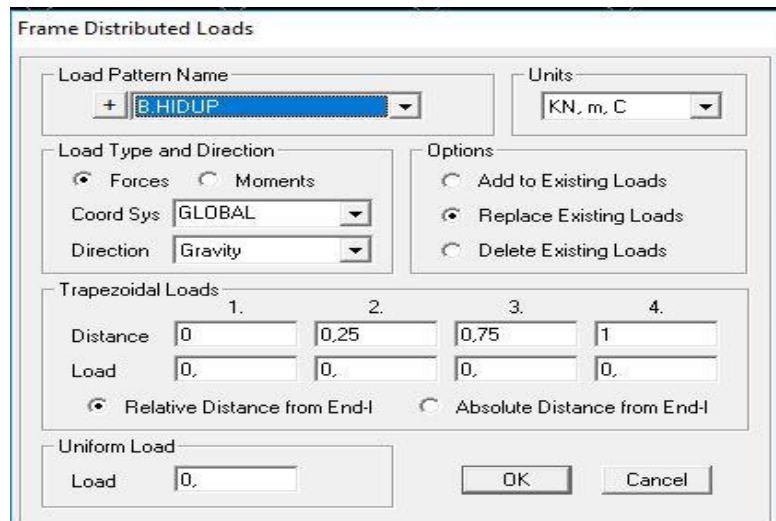 Frame Distributed Loads
Load Pattern Name
Units
+ B.HIDUP
KN, m, C
Load Type and Direction
Options
Forces Moments
Add to Existing Loads
Coord Sys GLOBAL
Replace Existing Loads
Direction Gravity
Delete Existing Loads
Trapezoidal Loads
1. 2. 3. 4.
Distance 0 0,25 0,75 1
Load 0, 0, 0, 0,
Relative Distance from End-I Absolute Distance from End-I
Uniform Load
Load 0,
OK Cancel